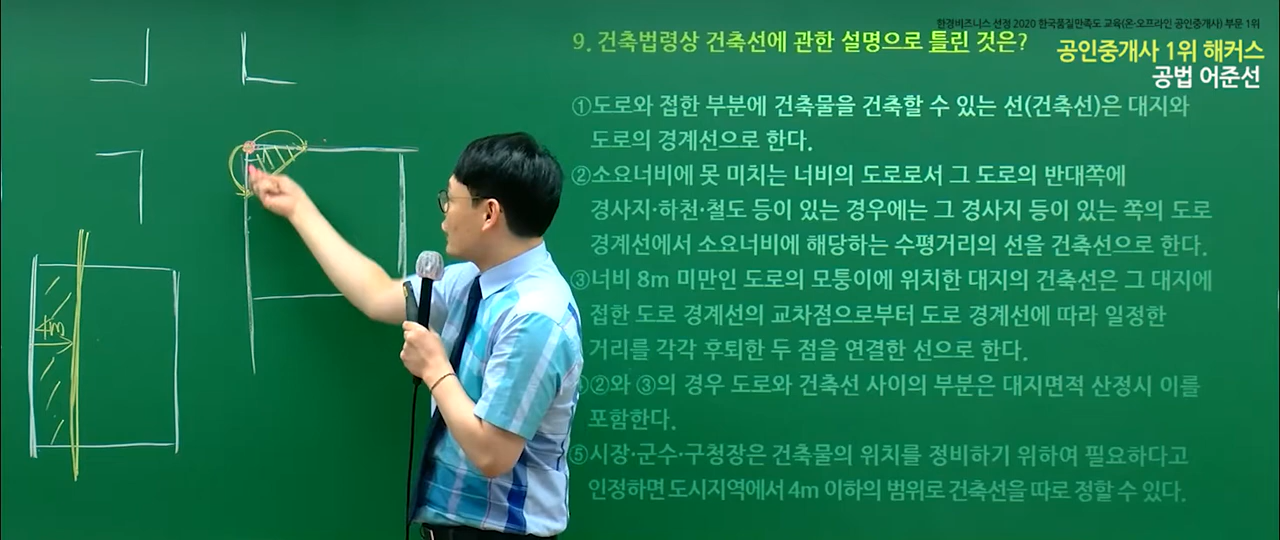 한경비즈니스 선정 2020 한국품질만족도 교육(온·오프라인 공인중개사) 부문 1위
9. 건축법령상 건축선에 관한 설명으로 틀린 것은?
공인중개사 1위 해커스
공법 어준선
①도로와 접한 부분에 건축물을 건축할 수 있는 선(건축선)은 대지와
도로의 경계선으로 한다.
②소요너비에 못 미치는 너비의 도로로서 그 도로의 반대쪽에
경사지·하천·철도 등이 있는 경우에는 그 경사지 등이 있는 쪽의 도로
경계선에서 소요너비에 해당하는 수평거리의 선을 건축선으로 한다.
③너비 8m 미만인 도로의 모퉁이에 위치한 대지의 건축선은 그 대지에
접한 도로 경계선의 교차점으로부터 도로 경계선에 따라 일정한
거리를 각각 후퇴한 두 점을 연결한 선으로 한다.
②와 ③의 경우 도로와 건축선 사이의 부분은 대지면적 산정시 이를
포함한다.
⑤시장·군수·구청장은 건축물의 위치를 정비하기 위하여 필요하다고
인정하면 도시지역에서 4m 이하의 범위로 건축선을 따로 정할 수 있다.
4m